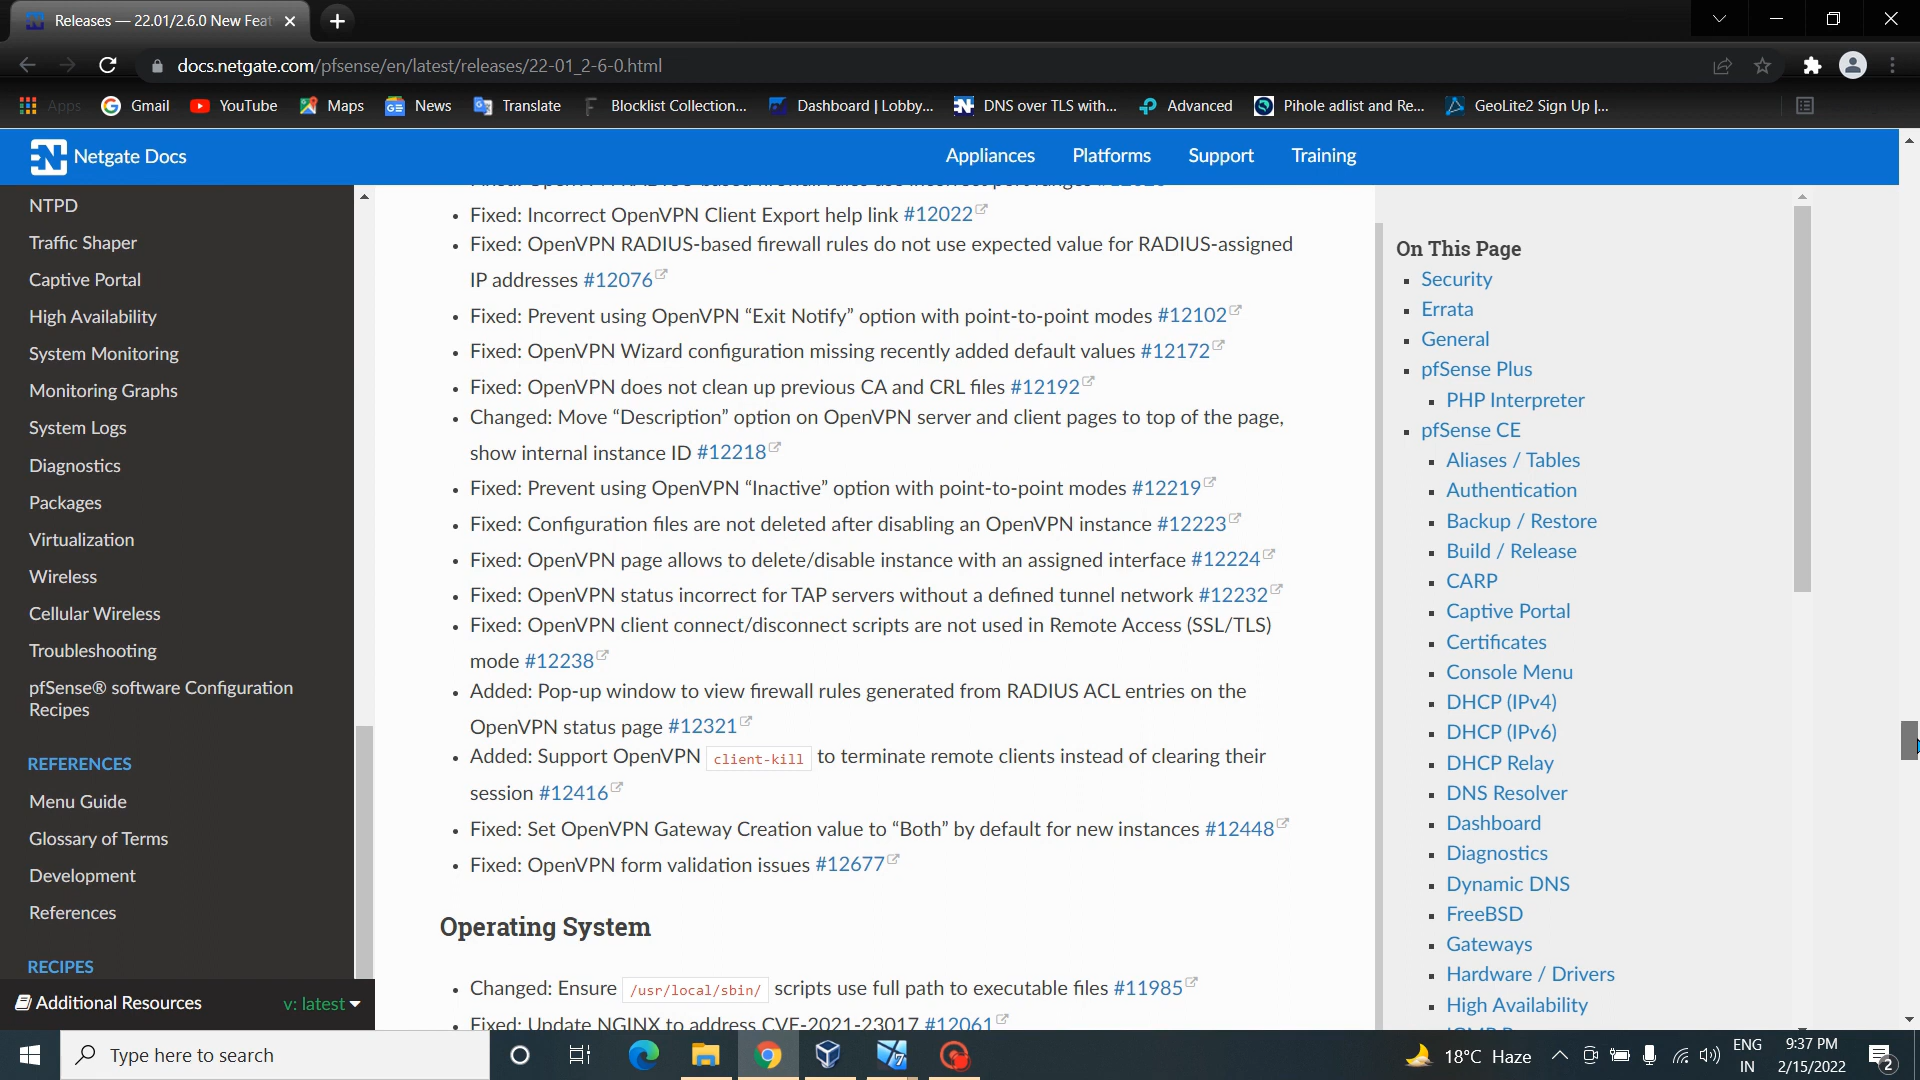 Releases — 22.01/2.6.0 New Feat
docs.netgate.com/pfsense/en/latest/releases/22-01_2-6-0.html
Apps
Gmail
YouTube
Maps
News
Translate
Blocklist Collection...
Dashboard | Lobby...
DNS over TLS with...
Advanced
Pihole adlist and Re...
GeoLite2 Sign Up |...
Netgate Docs
Appliances
Platforms
Support
Training
NTPD
Traffic Shaper
Captive Portal
High Availability
System Monitoring
Monitoring Graphs
System Logs
Diagnostics
Packages
Virtualization
Wireless
Cellular Wireless
Troubleshooting
pfSense® software Configuration
Recipes
REFERENCES
Menu Guide
Glossary of Terms
Development
References
RECIPES
Additional Resources
v: latest
Fixed: Incorrect OpenVPN Client Export help link #12022
Fixed: OpenVPN RADIUS-based firewall rules do not use expected value for RADIUS-assigned
IP addresses #12076
Fixed: Prevent using OpenVPN “Exit Notify” option with point-to-point modes #12102
Fixed: OpenVPN Wizard configuration missing recently added default values #12172
Fixed: OpenVPN does not clean up previous CA and CRL files #12192
Changed: Move “Description” option on OpenVPN server and client pages to top of the page,
show internal instance ID #12218
Fixed: Prevent using OpenVPN “Inactive” option with point-to-point modes #12219
Fixed: Configuration files are not deleted after disabling an OpenVPN instance #12223
Fixed: OpenVPN page allows to delete/disable instance with an assigned interface #12224
Fixed: OpenVPN status incorrect for TAP servers without a defined tunnel network #12232
Fixed: OpenVPN client connect/disconnect scripts are not used in Remote Access (SSL/TLS)
mode #12238
Added: Pop-up window to view firewall rules generated from RADIUS ACL entries on the
OpenVPN status page #12321
Added: Support OpenVPN client-kill to terminate remote clients instead of clearing their
session #12416
Fixed: Set OpenVPN Gateway Creation value to “Both” by default for new instances #12448
Fixed: OpenVPN form validation issues #12677
Operating System
Changed: Ensure /usr/local/sbin/ scripts use full path to executable files #11985
Fixed: Update NGINX to address CVE-2021-23017 #12061
On This Page
Security
Errata
General
pfSense Plus
PHP Interpreter
pfSense CE
Aliases / Tables
Authentication
Backup / Restore
Build / Release
CARP
Captive Portal
Certificates
Console Menu
DHCP (IPv4)
DHCP (IPv6)
DHCP Relay
DNS Resolver
Dashboard
Diagnostics
Dynamic DNS
FreeBSD
Gateways
Hardware / Drivers
High Availability
Type here to search
18°C Haze
ENG
IN
9:37 PM
2/15/2022
2